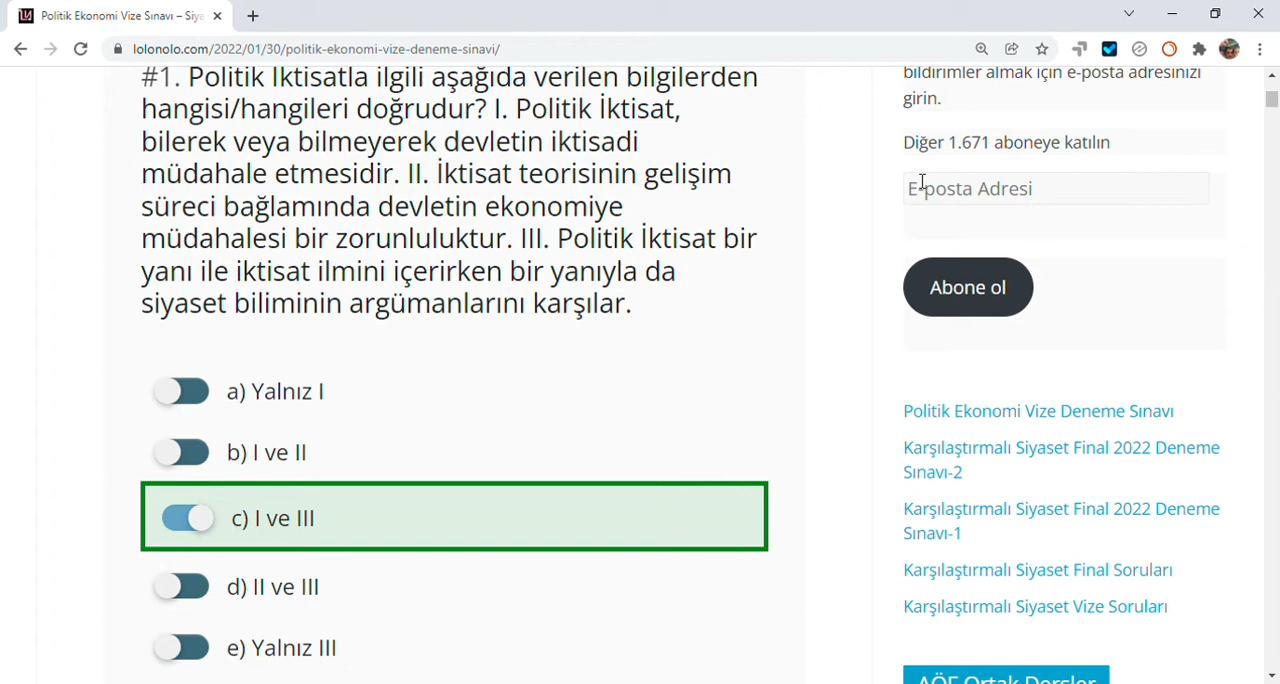 Politik Ekonomi Vize Sınavı – Siya
lolonolo.com/2022/01/30/politik-ekonomi-vize-deneme-sinavi/
#1. Politik İktisatla ilgili aşağıda verilen bilgilerden
hangisi/hangileri doğrudur? I. Politik İktisat,
bilerek veya bilmeyerek devletin iktisadi
müdahale etmesidir. II. İktisat teorisinin gelişim
süreci bağlamında devletin ekonomiye
müdahalesi bir zorunluluktur. III. Politik İktisat bir
yanı ile iktisat ilmini içerirken bir yanıyla da
siyaset biliminin argümanlarını karşılar.
a) Yalnız I
b) I ve II
c) I ve III
d) II ve III
e) Yalnız III
bildirimler almak için e-posta adresinizi
girin.
Diğer 1.671 aboneye katılın
E-posta Adresi
Abone ol
Politik Ekonomi Vize Deneme Sınavı
Karşılaştırmalı Siyaset Final 2022 Deneme
Sınavı-2
Karşılaştırmalı Siyaset Final 2022 Deneme
Sınavı-1
Karşılaştırmalı Siyaset Final Soruları
Karşılaştırmalı Siyaset Vize Soruları
AÖF Ortak Dersler